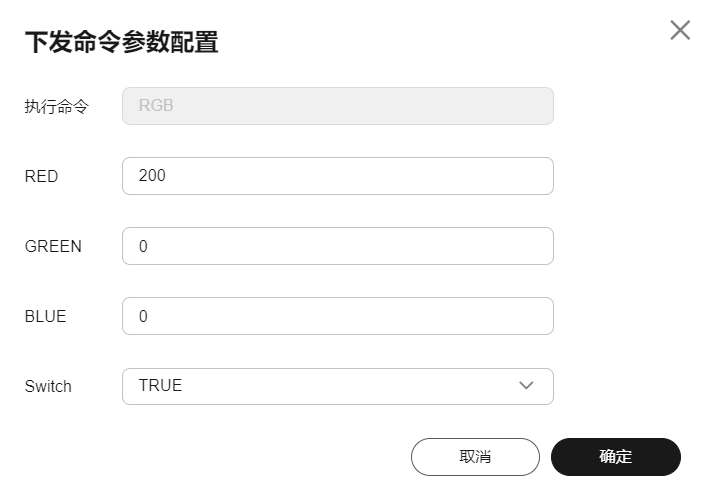 下发命令参数配置
执行命令 RGB
RED 200
GREEN 0
BLUE 0
Switch TRUE
取消 确定